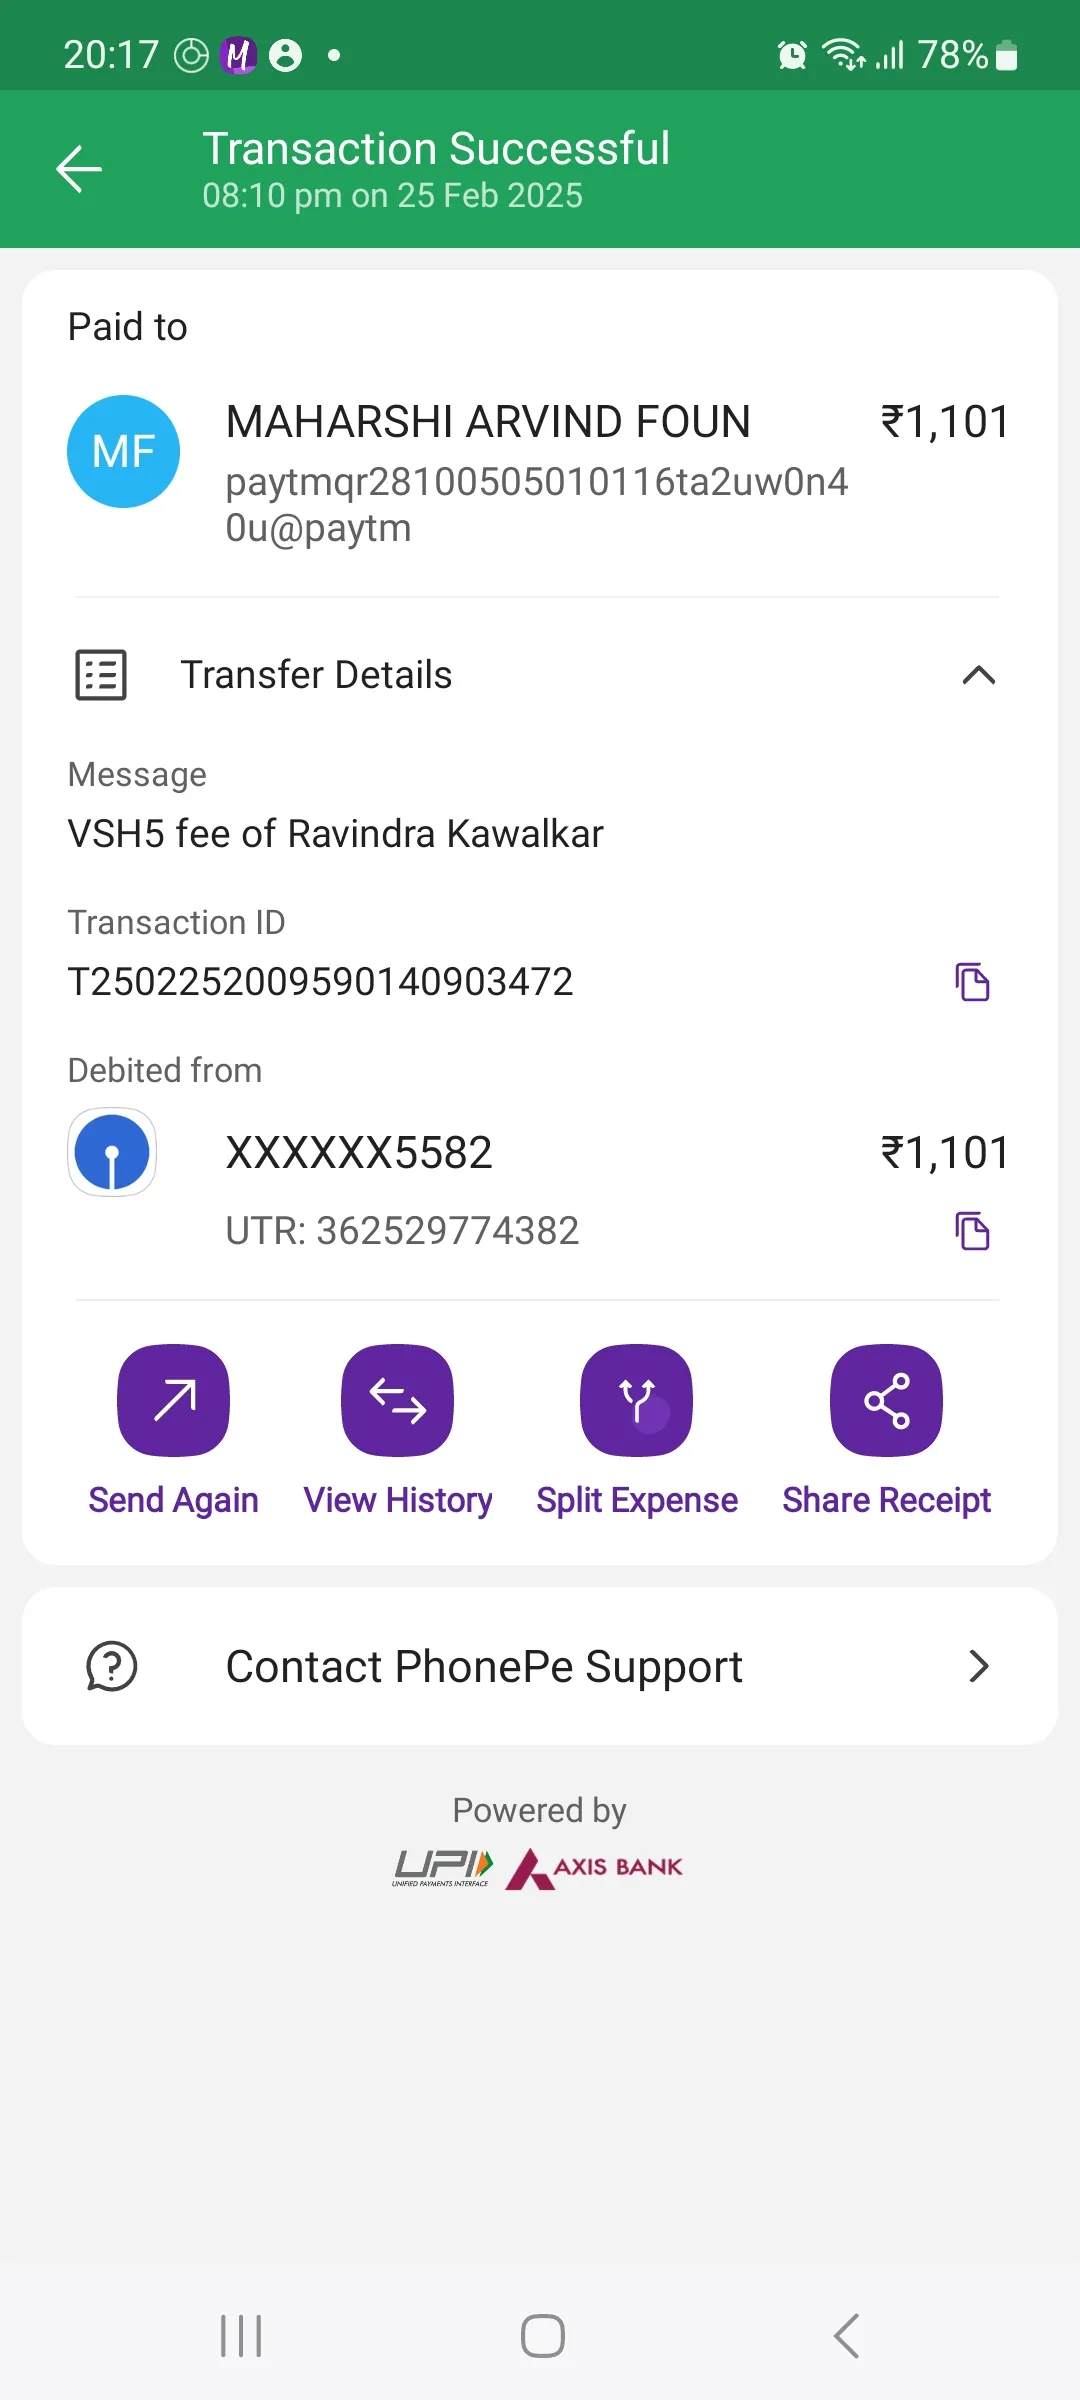 20:17 78%
Transaction Successful
08:10 pm on 25 Feb 2025
Paid to
MF
MAHARSHI ARVIND FOUN ₹1,101
paytmqr28100505010116ta2uw0n4
0u@paytm
Transfer Details
Message
VSH5 fee of Ravindra Kawalkar
Transaction ID
T2502252009590140903472
Debited from
XXXXXX5582 ₹1,101
UTR: 362529774382
Send Again View History Split Expense Share Receipt
Contact PhonePe Support
Powered by
UPI AXIS BANK
UNIFIED PAYMENTS INTERFACE